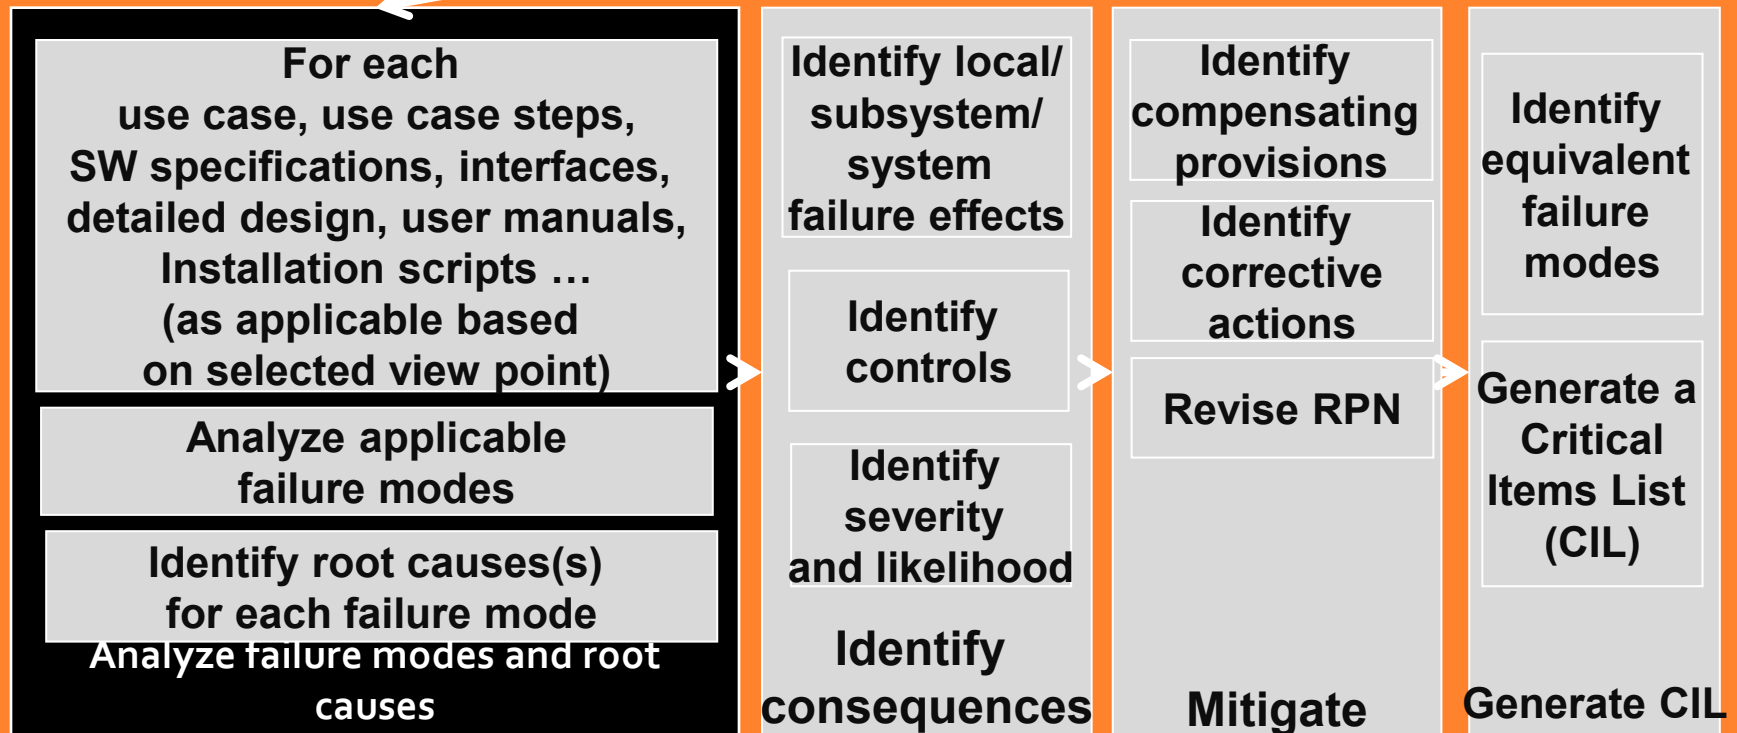 For each
use case, use case steps,
SW specifications, interfaces,
detailed design, user manuals,
Installation scripts …
(as applicable based
on selected view point)
Analyze applicable
failure modes
Identify root causes(s)
for each failure mode
Analyze failure modes and root
causes
Identify local/
subsystem/
system
failure effects
Identify
controls
Identify
severity
and likelihood
Identify
consequences
Identify
compensating
provisions
Identify
corrective
actions
Revise RPN
Mitigate
Identify
equivalent
failure
modes
Generate a
Critical
Items List
(CIL)
Generate CIL